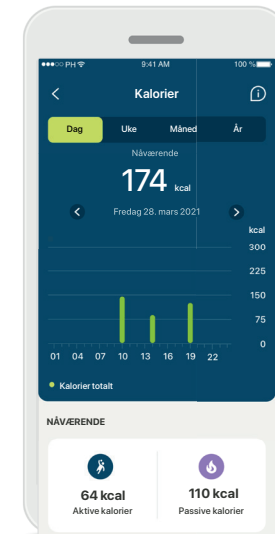 PH 9:41 AM 100 %
Kalorier
Dag Uke Måned År
Nåværende
174 kcal
Fredag 28. mars 2021
kcal
300
225
150
75
0
01 04 07 10 13 16 19 22
Kalorier totalt
NÅVÆRENDE
64 kcal 110 kcal
Aktive kalorier Passive kalorier